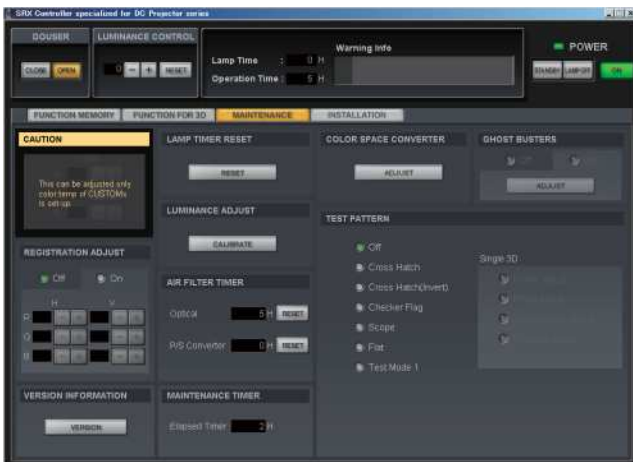 SRX Controller specialized for DC Projector series
DOUSER
CLOSE OPEN
LUMINANCE CONTROL
0 - + RESET
Lamp Time : 0 H
Operation Time : 5 H
Warning Info
POWER
STANDBY LAMP OFF ON
FUNCTION MEMORY FUNCTION FOR 3D MAINTENANCE INSTALLATION
CAUTION
This can be adjusted only
color temp of CUSTOMs
is set-up
REGISTRATION ADJUST
Off On
H V
R - + - +
G - + - +
B - + - +
VERSION INFORMATION
VERSION
LAMP TIMER RESET
RESET
LUMINANCE ADJUST
CALIBRATE
AIR FILTER TIMER
Optical 5 H RESET
P/S Converter 0 H RESET
MAINTENANCE TIMER
Elapsed Timer 2 H
COLOR SPACE CONVERTER
ADJUST
GHOST BUSTERS
Off
ADJUST
TEST PATTERN
Off
Cross Hatch
Cross Hatch(Invert)
Checker Flag
Scope
Flat
Test Mode 1
Single 3D